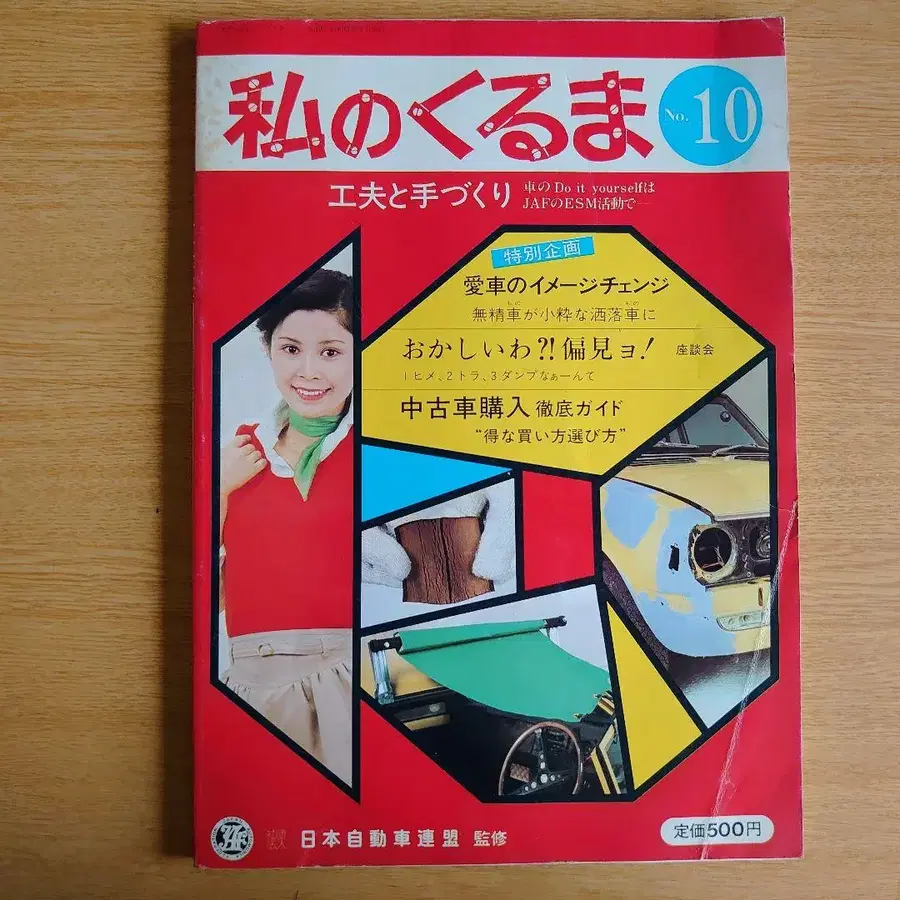 私のくるま
No. 10
工夫と手づくり
車のDo it yourselfは
JAFのESM活動で—
特別企画
愛車のイメージチェンジ
無精車が小粋な洒落車に
おかしいわ?!偏見ョ! 座談会
1ヒメ、2トラ、3ダンプなぁーんて
中古車購入 徹底ガイド
“得な買い方選び方”
日本自動車連盟 監修
定価500円